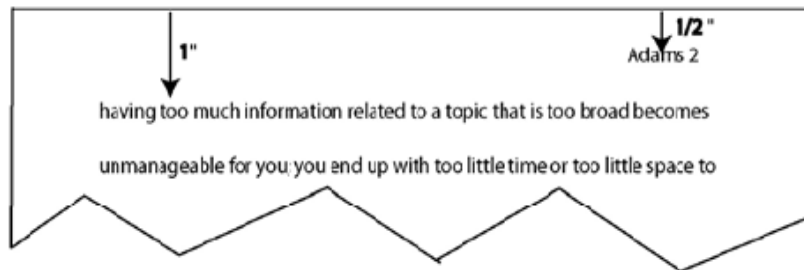 1/2 "
1"
Adams 2
having too much information related to a topic that is too broad becomes
unmanageable for you; you end up with too little time or too little space to